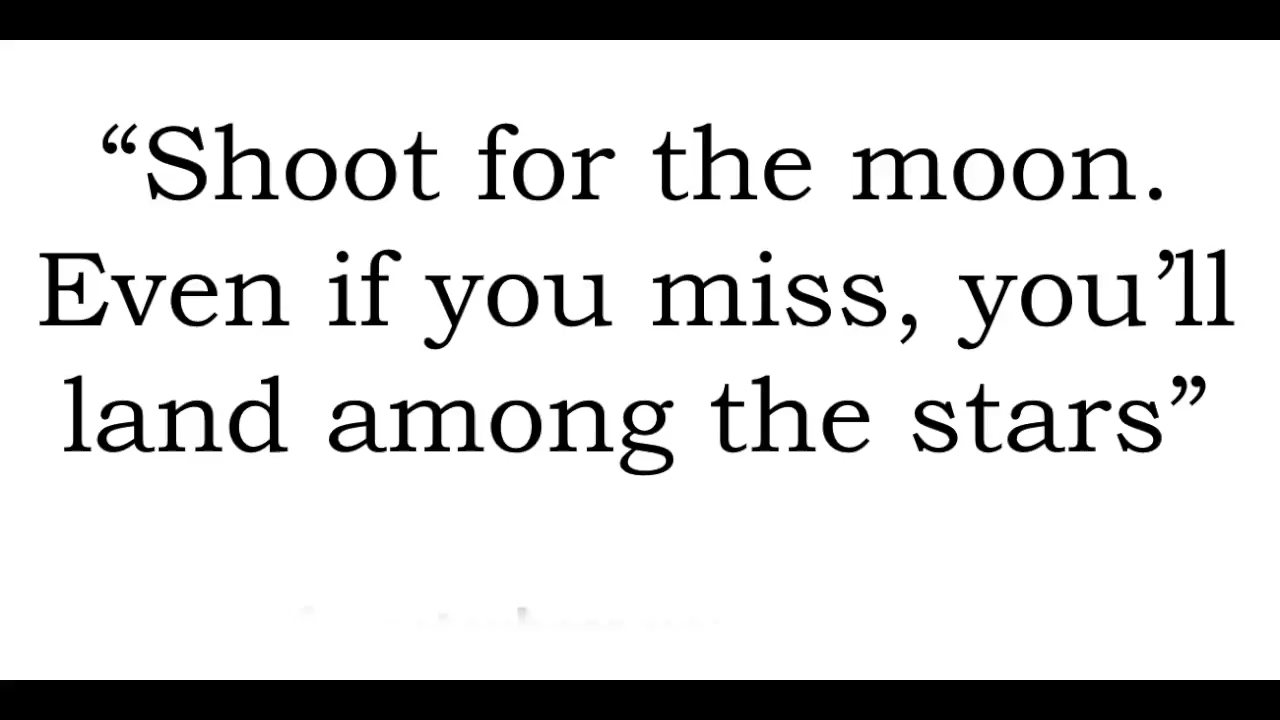 “Shoot for the moon.
Even if you miss, you’ll
land among the stars”